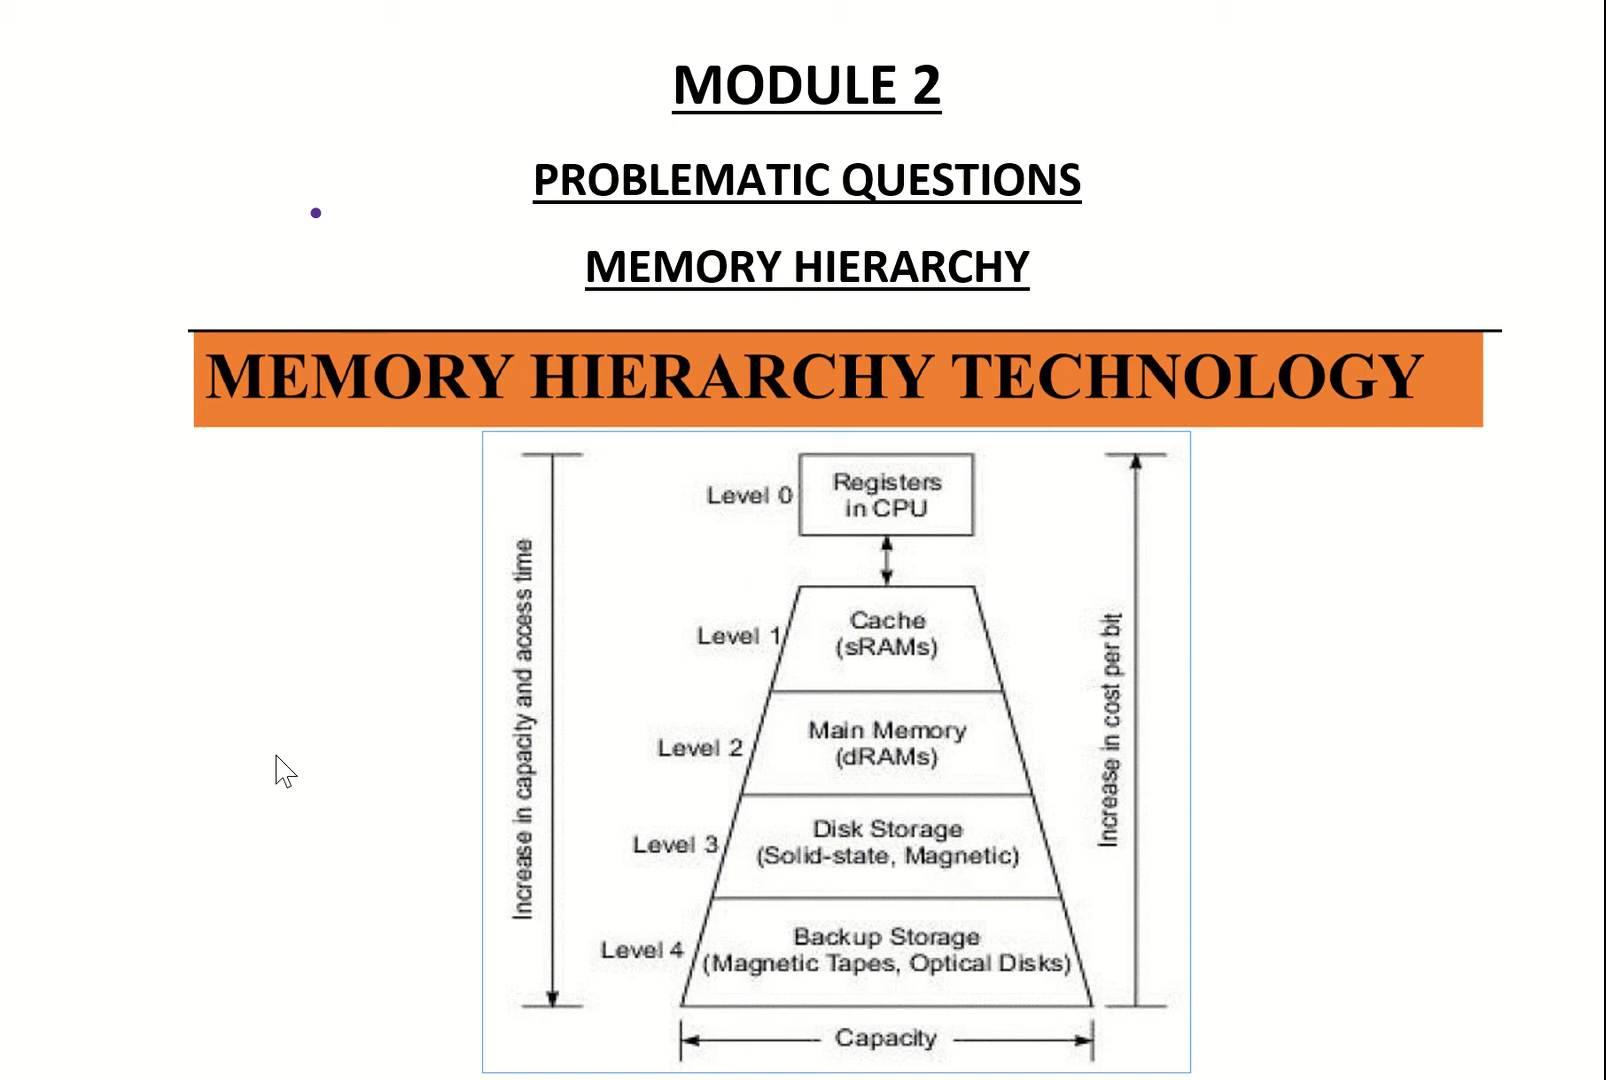 MODULE 2
PROBLEMATIC QUESTIONS
MEMORY HIERARCHY
MEMORY HIERARCHY TECHNOLOGY
Increase in capacity and access time
Level 0
Registers
in CPU
Level 1
Cache
(sRAMs)
Level 2
Main Memory
(dRAMs)
Level 3
Disk Storage
(Solid-state, Magnetic)
Level 4
Backup Storage
(Magnetic Tapes, Optical Disks)
Capacity
Increase in cost per bit